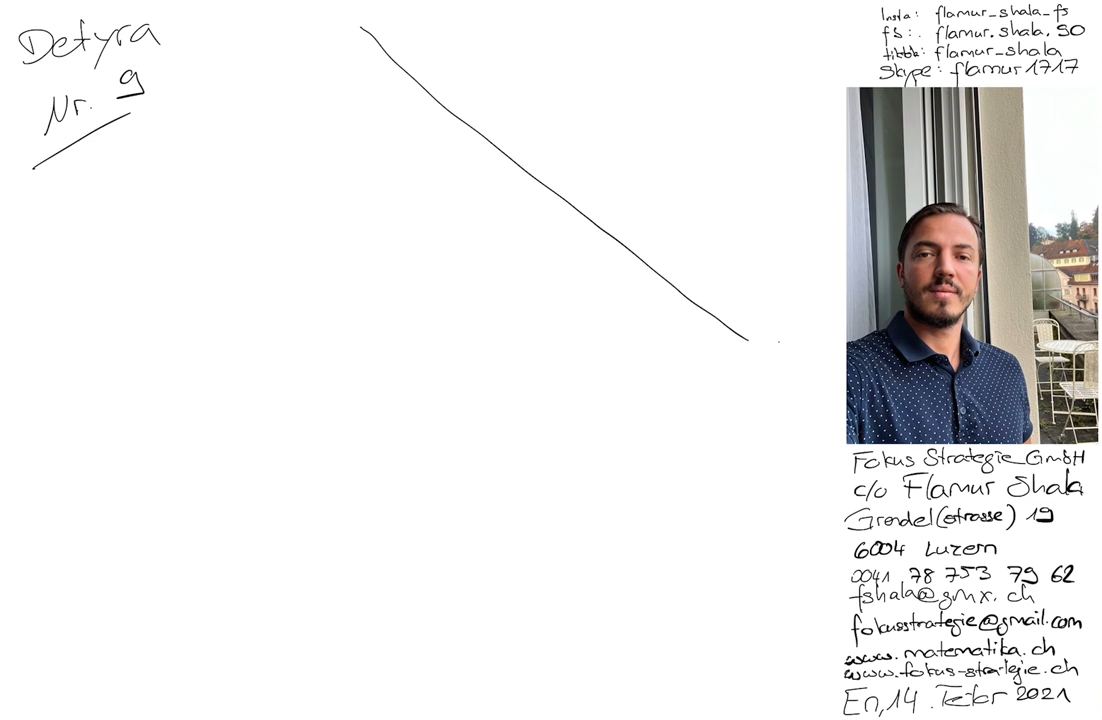 Detyra
Nr. 9
Insta: flamur_shala_fs
fb: flamur.shala.90
tiktok: flamur_shala
Skype: flamur1717
Fokus Strategie GmbH
c/o Flamur Shala
Grendel(strasse) 19
6004 Luzern
0041 78 753 79 62
fshala@gmx.ch
fokusstrategie@gmail.com
www.matematika.ch
www.fokus-strategie.ch
En, 14. Tetor 2021